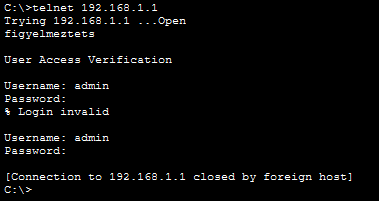 C:\>telnet 192.168.1.1
Trying 192.168.1.1 ...Open
figyelmeztets
User Access Verification
Username: admin
Password:
% Login invalid
Username: admin
Password:
[Connection to 192.168.1.1 closed by foreign host]
C:\>